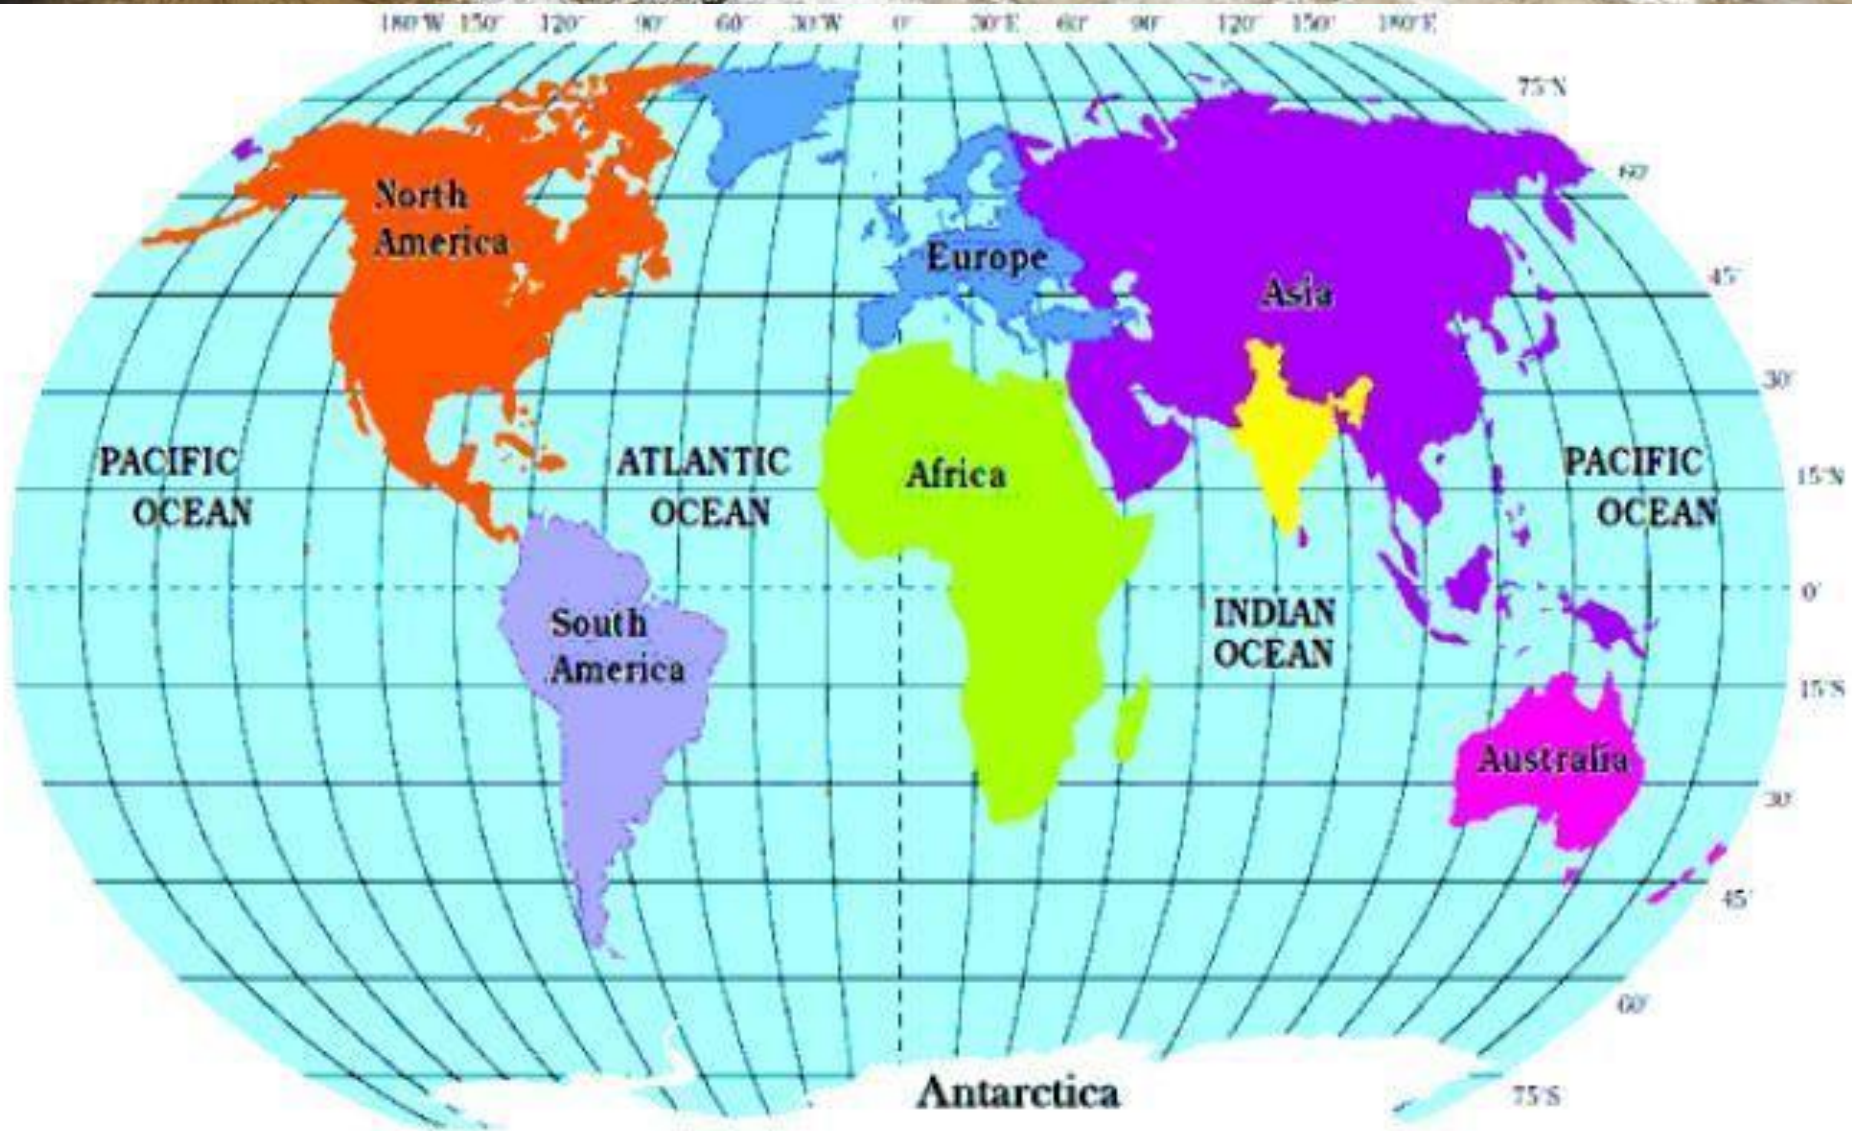 180°W 150° 120° 90° 60° 30°W 0° 30°E 60° 90° 120° 150° 180°E
75°N
60°
North
America
Europe
45°
Asia
30°
PACIFIC
OCEAN
ATLANTIC
OCEAN
Africa
PACIFIC
OCEAN
15°N
0°
South
America
INDIAN
OCEAN
15°S
Australia
30°
45°
60°
Antarctica
75°S